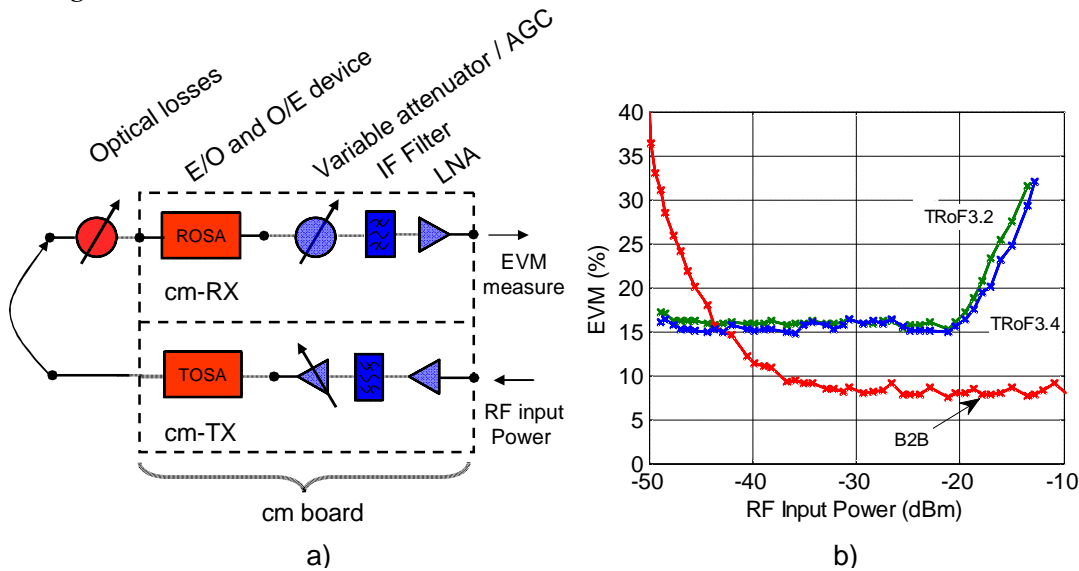 Optical losses
E/O and O/E device
Variable attenuator / AGC
IF Filter
LNA
ROSA
cm-RX
EVM
measure
TOSA
cm-TX
RF input
Power
cm board
a)
40
35
30
25
20
15
10
5
0
EVM (%)
TRoF3.2
TRoF3.4
B2B
-50
-40
-30
-20
-10
RF Input Power (dBm)
b)